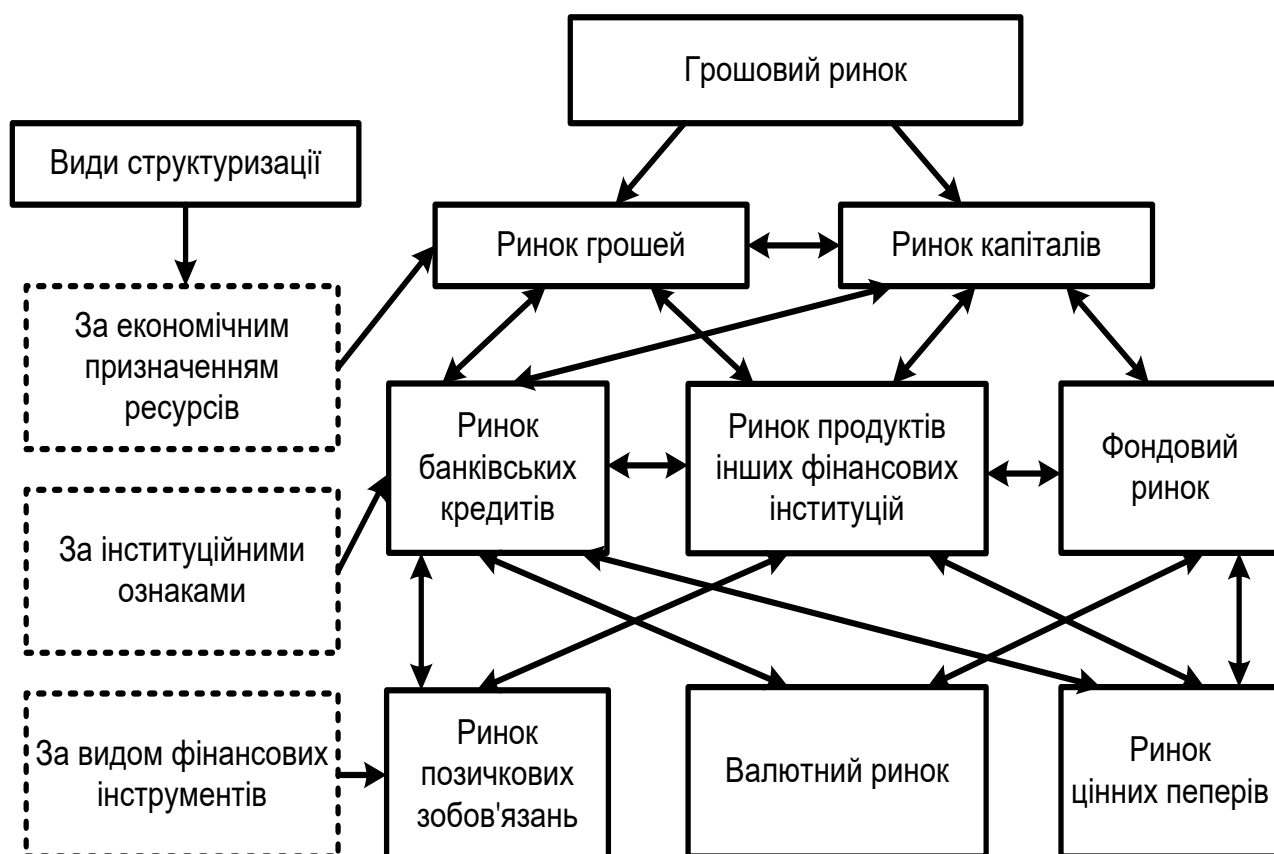 Грошовий ринок
Види структуризації
Ринок грошей
Ринок капіталів
За економічним
призначенням
ресурсів
Ринок
банківських
кредитів
Ринок продуктів
інших фінансових
інституцій
Фондовий
ринок
За інституційними
ознаками
За видом фінансових
інструментів
Ринок
позичкових
зобов'язань
Валютний ринок
Ринок
цінних пеперів